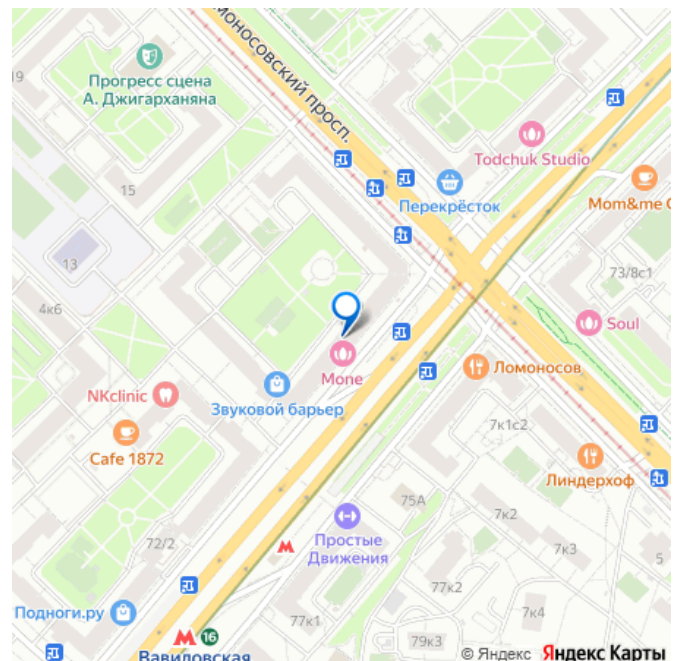 моносовский просп.
19
Прогресс сцена
А. Джигарханяна
Todchuk Studio
Перекрёсток
Mom&me C
15
13
73/8с1
4к6
Soul
Mone
Ломоносов
NKclinic
Звуковой барьер
7к1с2
Cafe 1872
Линдерхоф
75А
7к2
Простые
Движения
72/2
7к3
5
77к2
Подноги.ру
7к4
77к1
79к3
М 16
Вавиловская
© Яндекс Яндекс Карты